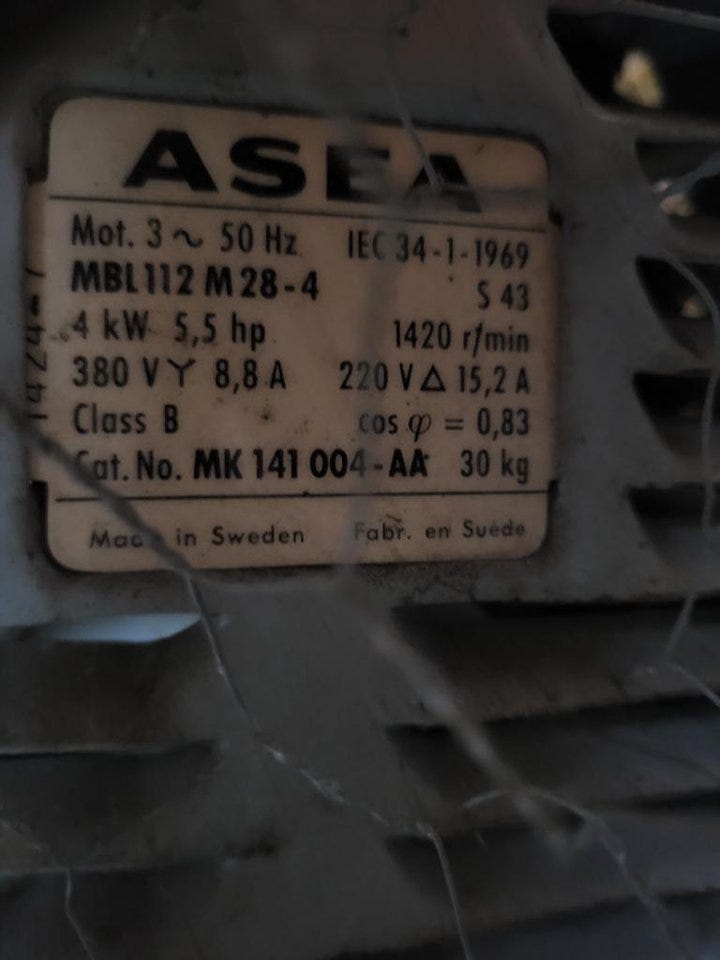 ASEA
Mot. 3 ~ 50 Hz IEC 34-1-1969
MBL112 M 28-4 S 43
4 kW 5,5 hp 1420 r/min
380 V Y 8,8 A 220 V Δ 15,2 A
Class B cos φ = 0,83
Cat. No. MK 141 004-AA 30 kg
Made in Sweden Fabr. en Suède